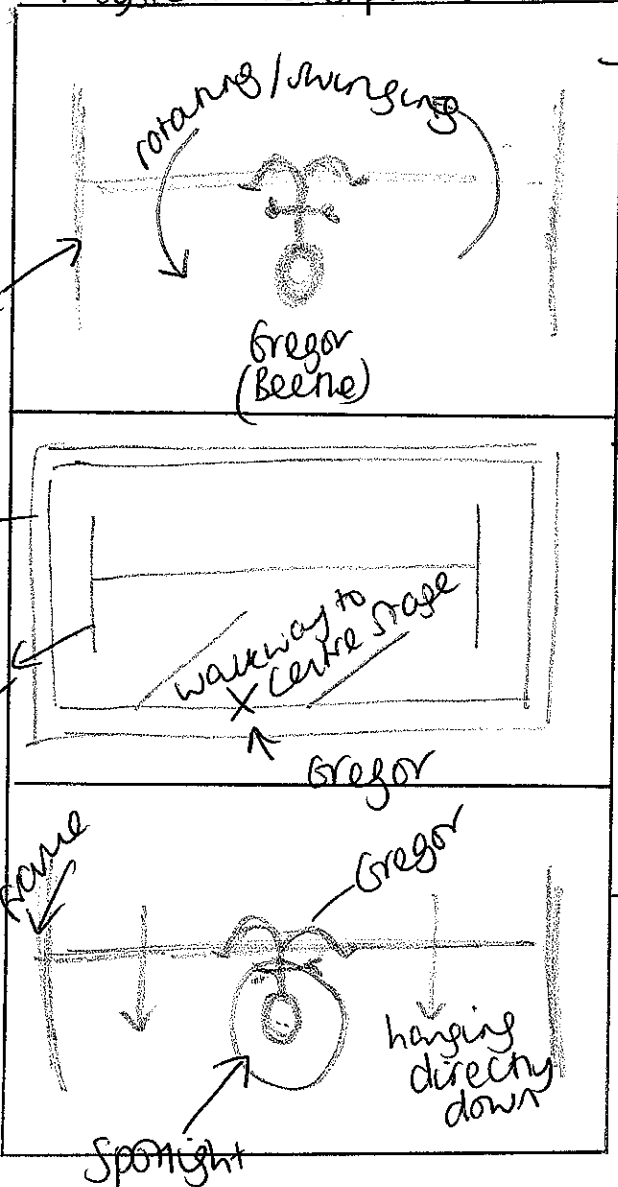 rotating/swinging
Gregor
(Beetle)
walkway to
centre stage
Gregor
Frame
Gregor
hanging
directly
down
Spotlight